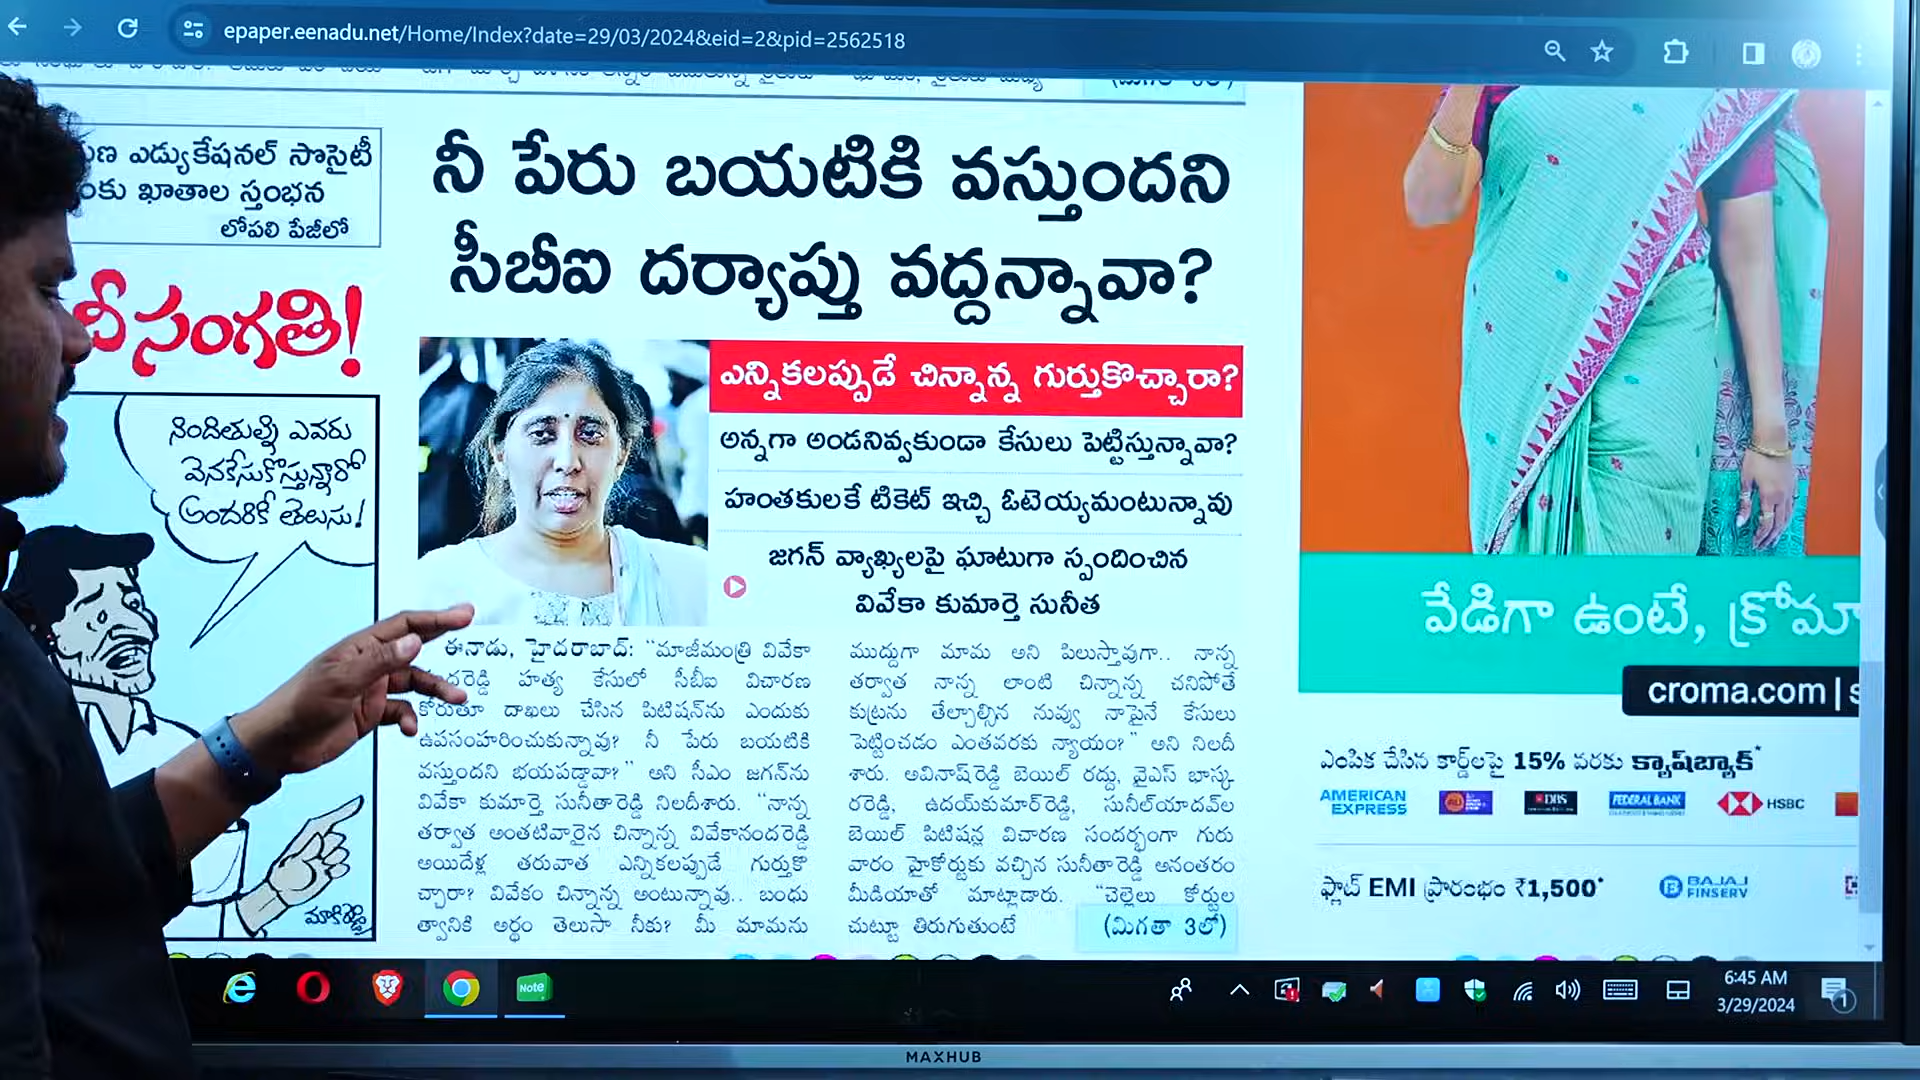 epaper.eenadu.net/Home/Index?date=29/03/2024&eid=2&pid=2562518
ఎడ్యుకేషనల్ సొసైటీ
ఖాతాల స్తంభన
లోపలి పేజీలో
సంగతి!
నిందితుల్ని ఎవరు
వెనకేసుకొస్తున్నారో
అందరికీ తెలుసు!
నీ పేరు బయటికి వస్తుందని
సీబీఐ దర్యాప్తు వద్దన్నావా?
ఎన్నికలప్పుడే చిన్నాన్న గుర్తుకొచ్చారా?
అన్నగా అండనివ్వకుండా కేసులు పెట్టిస్తున్నావా?
హంతకులకే టికెట్ ఇచ్చి ఓటెయ్యమంటున్నావు
జగన్ వ్యాఖ్యలపై ఘాటుగా స్పందించిన
వివేకా కుమార్తె సునీత
ఈనాడు, హైదరాబాద్: “మాజీమంత్రి వివేకా
హత్య కేసులో సీబీఐ విచారణ
కోరుతూ దాఖలు చేసిన పిటిషన్‌ను ఎందుకు
ఉపసంహరించుకున్నావు? నీ పేరు బయటికి
వస్తుందని భయపడ్డావా?” అని సీఎం జగన్‌ను
వివేకా కుమార్తె సునీతారెడ్డి నిలదీశారు. “నాన్న
తర్వాత అంతటివారైన చిన్నాన్న వివేకానందరెడ్డి
అయిదేళ్ల తరువాత ఎన్నికలప్పుడే గుర్తుకొ
చ్చారా? వివేకం చిన్నాన్న అంటున్నావు.. బంధు
త్వానికి అర్థం తెలుసా నీకు? మీ మామను
ముద్దుగా మామ అని పిలుస్తావుగా.. నాన్న
తర్వాత నాన్న లాంటి చిన్నాన్న చనిపోతే
కుట్రను తేల్చాల్సిన నువ్వు నాపైనే కేసులు
పెట్టించడం ఎంతవరకు న్యాయం?” అని నిలదీ
శారు. అవినాష్‌రెడ్డి బెయిల్ రద్దు, వైఎస్ భాస్క
రరెడ్డి, ఉదయ్‌కుమార్‌రెడ్డి, సునీల్‌యాదవ్‌ల
బెయిల్ పిటిషన్ల విచారణ సందర్భంగా గురు
వారం హైకోర్టుకు వచ్చిన సునీతారెడ్డి అనంతరం
మీడియాతో మాట్లాడారు. “చెల్లెలు కోర్టుల
చుట్టూ తిరుగుతుంటే
(మిగతా 3లో)
వేడిగా ఉంటే, క్రోమా
croma.com | s
ఎంపిక చేసిన కార్డ్‌లపై 15% వరకు క్యాష్‌బ్యాక్*
AMERICAN EXPRESS
DBS
FEDERAL BANK
HSBC
ఫ్లాట్ EMI ప్రారంభం ₹1,500*
BAJAJ FINSERV
Note
6:45 AM
3/29/2024
1
MAXHUB